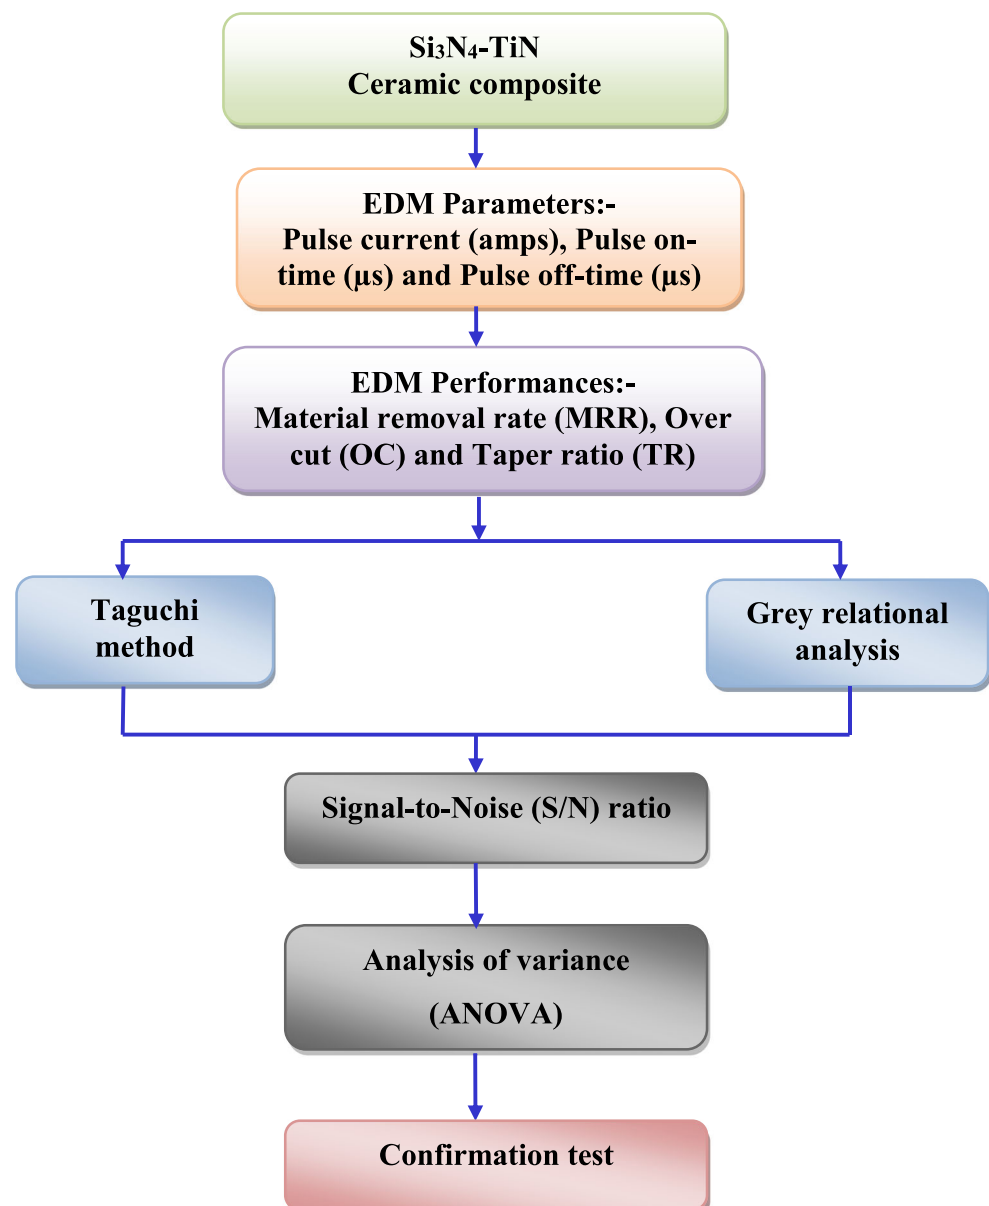 Si₃N₄-TiN
Ceramic composite
EDM Parameters:-
Pulse current (amps), Pulse on-
time (µs) and Pulse off-time (µs)
EDM Performances:-
Material removal rate (MRR), Over
cut (OC) and Taper ratio (TR)
Taguchi
method
Grey relational
analysis
Signal-to-Noise (S/N) ratio
Analysis of variance
(ANOVA)
Confirmation test